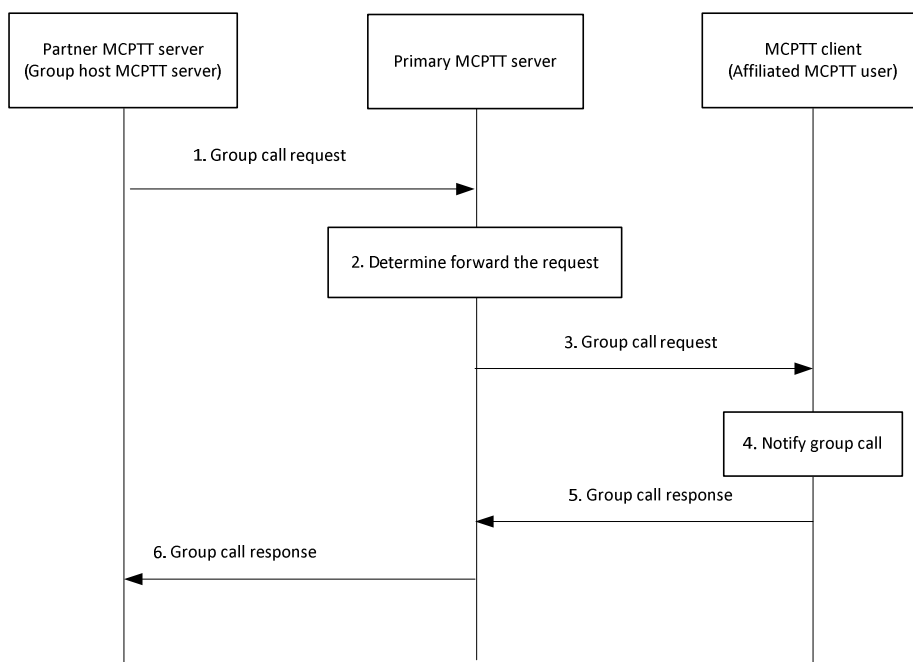 Partner MCPTT server
(Group host MCPTT server)
Primary MCPTT server
MCPTT client
(Affiliated MCPTT user)
1. Group call request
2. Determine forward the request
3. Group call request
4. Notify group call
5. Group call response
6. Group call response